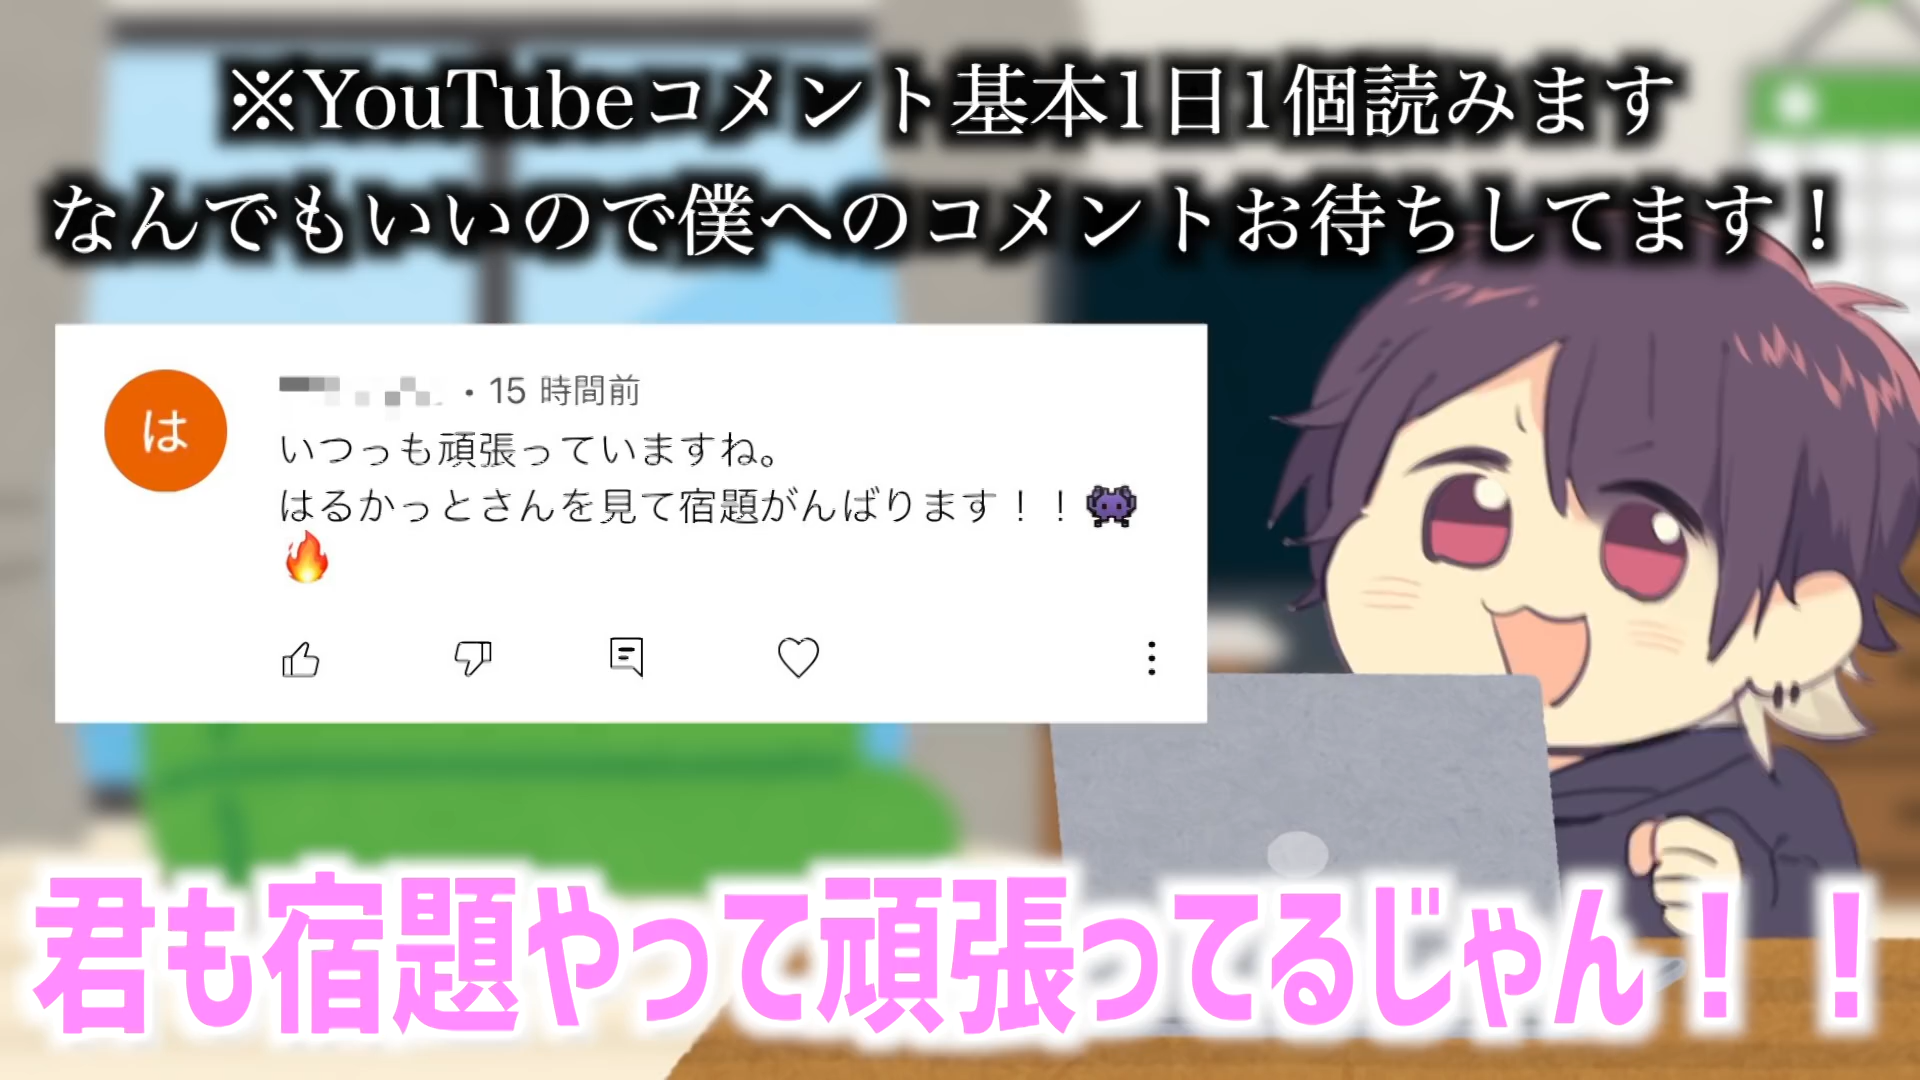 ※YouTubeコメント基本1日1個読みます
なんでもいいので僕へのコメントお待ちしてます！
は
・15 時間前
いつっも頑張っていますね。
はるかっとさんを見て宿題がんばります！！👾
🔥
君も宿題やって頑張ってるじゃん！！